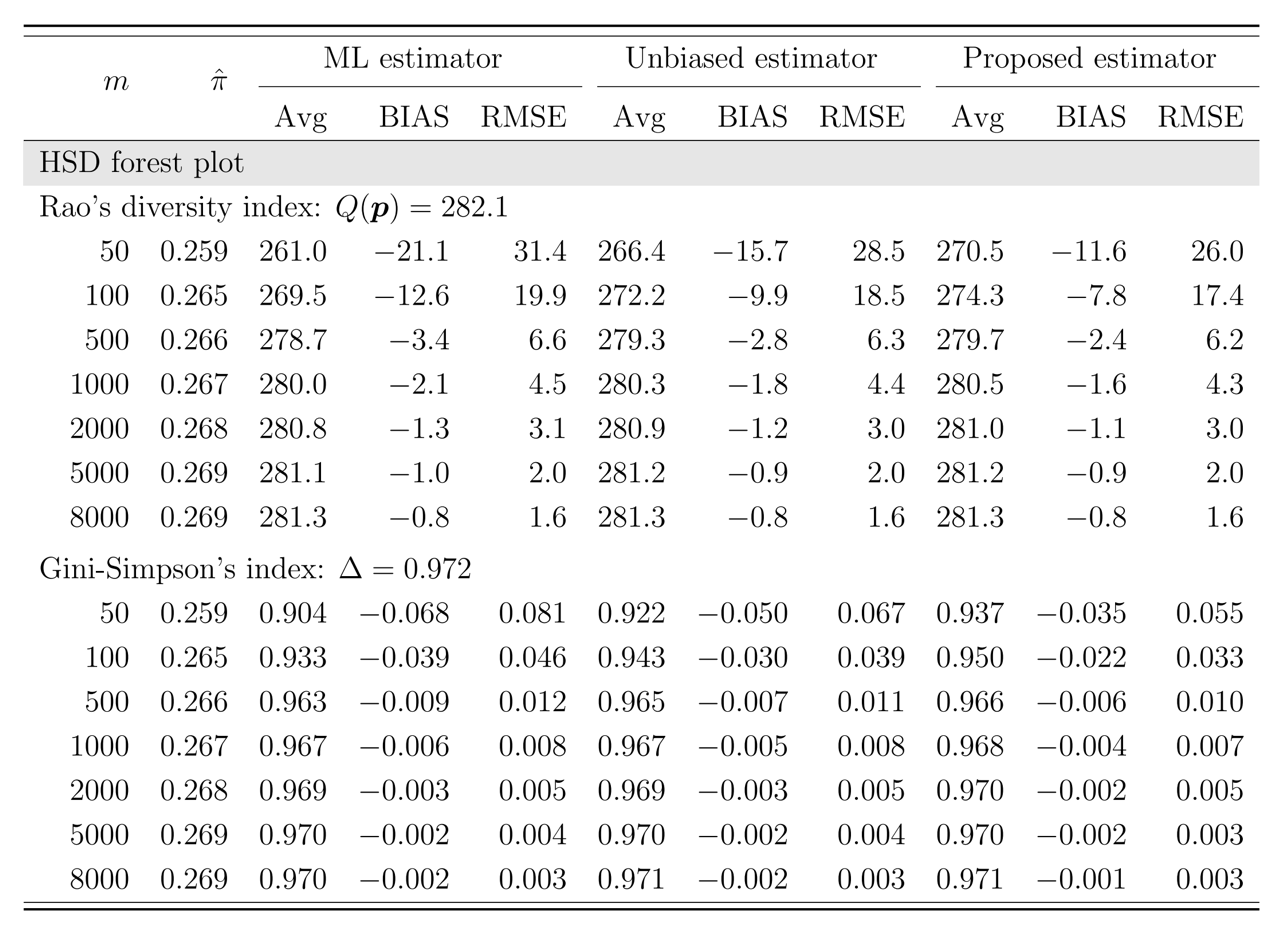 m π̂ ML estimator Unbiased estimator Proposed estimator
Avg BIAS RMSE Avg BIAS RMSE Avg BIAS RMSE
HSD forest plot
Rao's diversity index: Q(p) = 282.1
50 0.259 261.0 −21.1 31.4 266.4 −15.7 28.5 270.5 −11.6 26.0
100 0.265 269.5 −12.6 19.9 272.2 −9.9 18.5 274.3 −7.8 17.4
500 0.266 278.7 −3.4 6.6 279.3 −2.8 6.3 279.7 −2.4 6.2
1000 0.267 280.0 −2.1 4.5 280.3 −1.8 4.4 280.5 −1.6 4.3
2000 0.268 280.8 −1.3 3.1 280.9 −1.2 3.0 281.0 −1.1 3.0
5000 0.269 281.1 −1.0 2.0 281.2 −0.9 2.0 281.2 −0.9 2.0
8000 0.269 281.3 −0.8 1.6 281.3 −0.8 1.6 281.3 −0.8 1.6
Gini-Simpson's index: Δ = 0.972
50 0.259 0.904 −0.068 0.081 0.922 −0.050 0.067 0.937 −0.035 0.055
100 0.265 0.933 −0.039 0.046 0.943 −0.030 0.039 0.950 −0.022 0.033
500 0.266 0.963 −0.009 0.012 0.965 −0.007 0.011 0.966 −0.006 0.010
1000 0.267 0.967 −0.006 0.008 0.967 −0.005 0.008 0.968 −0.004 0.007
2000 0.268 0.969 −0.003 0.005 0.969 −0.003 0.005 0.970 −0.002 0.005
5000 0.269 0.970 −0.002 0.004 0.970 −0.002 0.004 0.970 −0.002 0.003
8000 0.269 0.970 −0.002 0.003 0.971 −0.002 0.003 0.971 −0.001 0.003